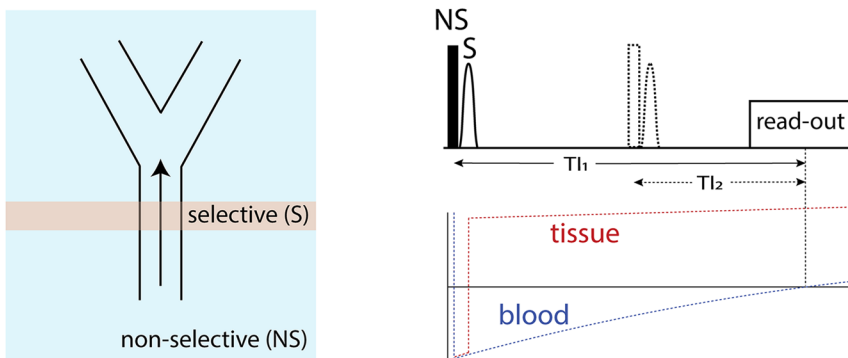 selective (S)
non-selective (NS)
NS
S
read-out
TI₁
TI₂
tissue
blood